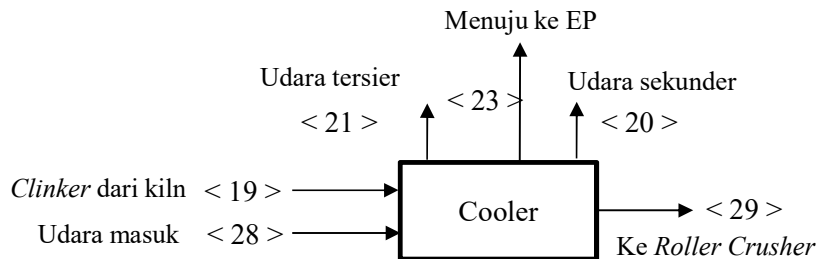 Menuju ke EP
Udara tersier
Udara sekunder
< 23 >
< 21 >
< 20 >
Clinker dari kiln < 19 >
Cooler
< 29 >
Udara masuk < 28 >
Ke Roller Crusher